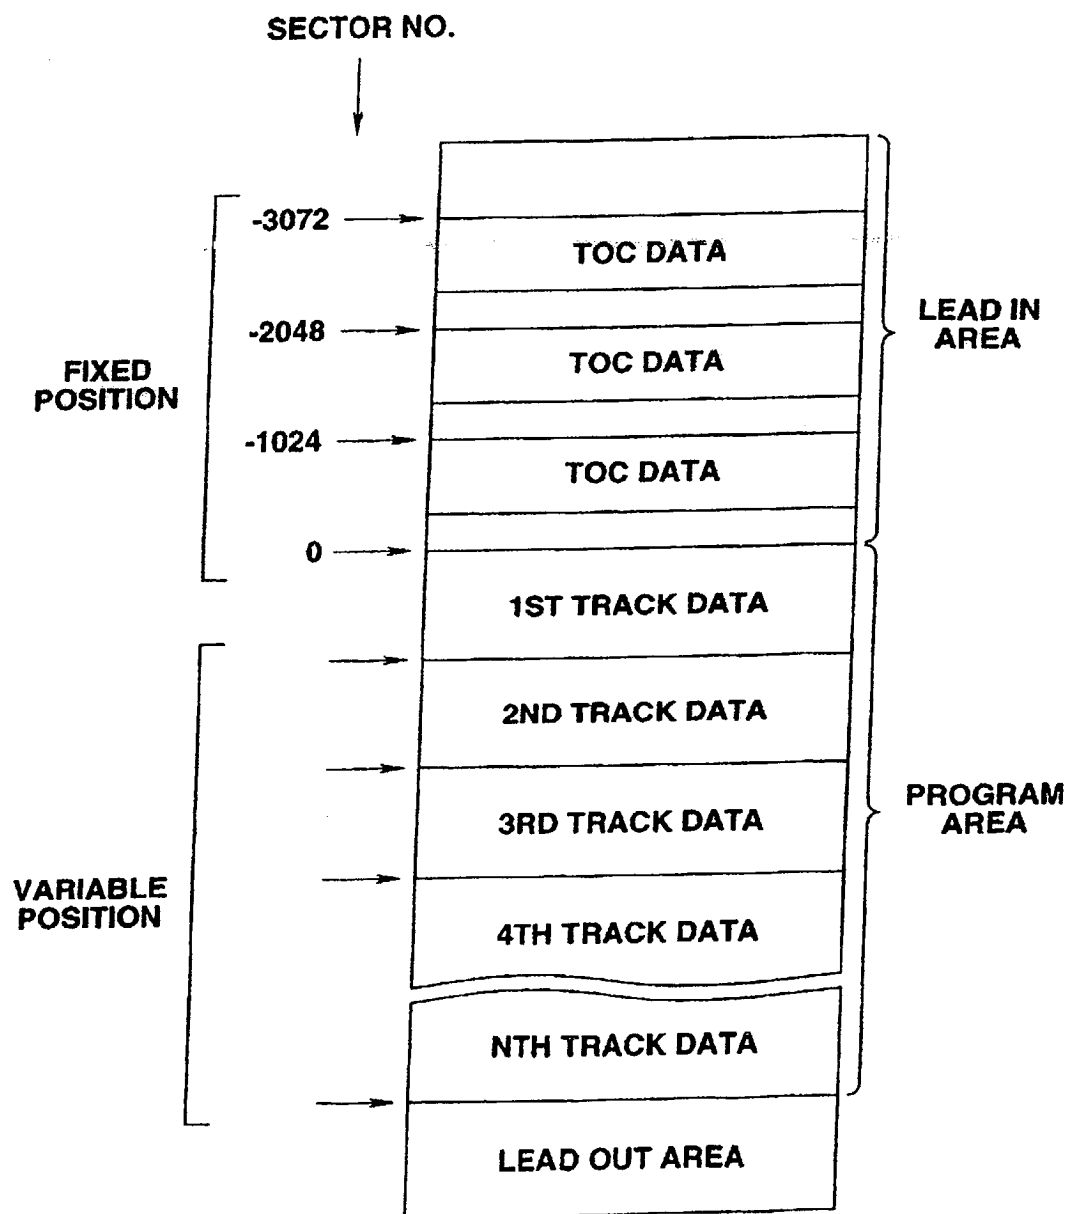 SECTOR NO.
-3072
TOC DATA
-2048
TOC DATA
LEAD IN
AREA
FIXED
POSITION
-1024
TOC DATA
0
1ST TRACK DATA
2ND TRACK DATA
3RD TRACK DATA
PROGRAM
AREA
VARIABLE
POSITION
4TH TRACK DATA
NTH TRACK DATA
LEAD OUT AREA